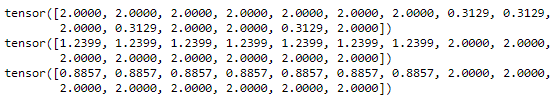 tensor([2.0000, 2.0000, 2.0000, 2.0000, 2.0000, 2.0000, 2.0000, 0.3129, 0.3129,
        2.0000, 0.3129, 2.0000, 2.0000, 0.3129, 2.0000])
tensor([1.2399, 1.2399, 1.2399, 1.2399, 1.2399, 1.2399, 1.2399, 2.0000, 2.0000,
        2.0000, 2.0000, 2.0000, 2.0000, 2.0000, 2.0000])
tensor([0.8857, 0.8857, 0.8857, 0.8857, 0.8857, 0.8857, 0.8857, 2.0000, 2.0000,
        2.0000, 2.0000, 2.0000, 2.0000, 2.0000, 2.0000])